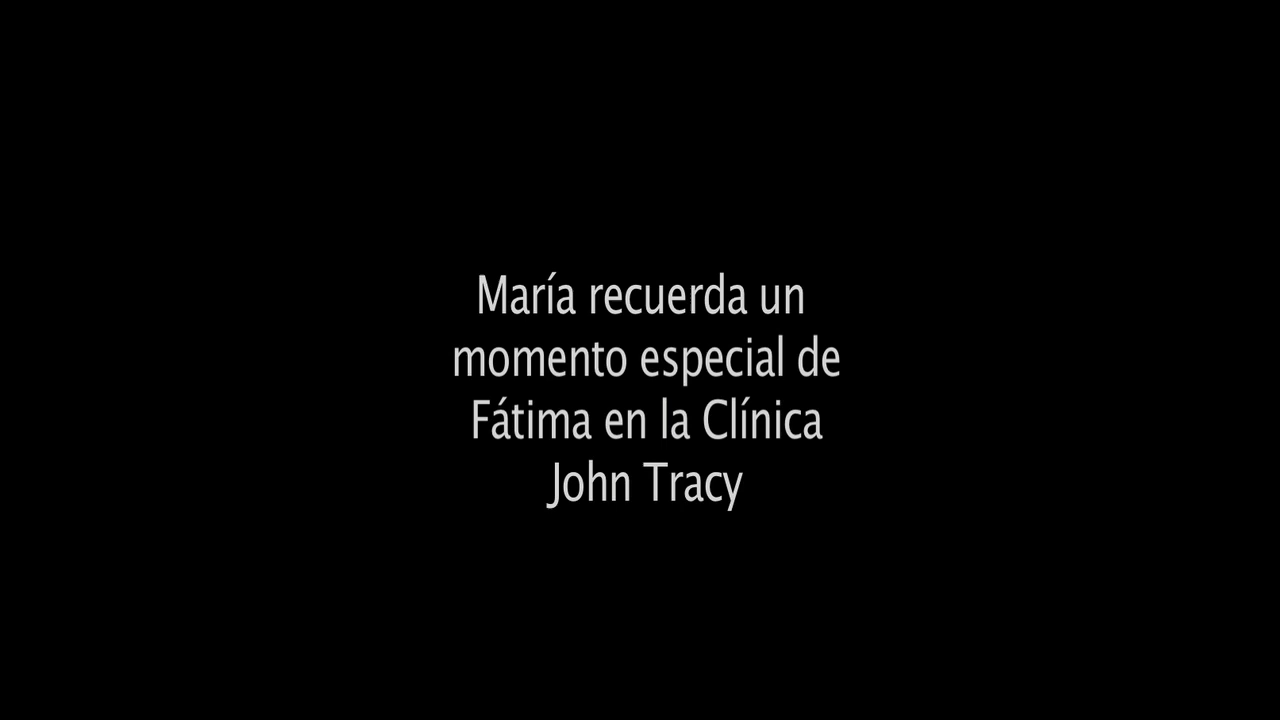 María recuerda un
momento especial de
Fátima en la Clínica
John Tracy